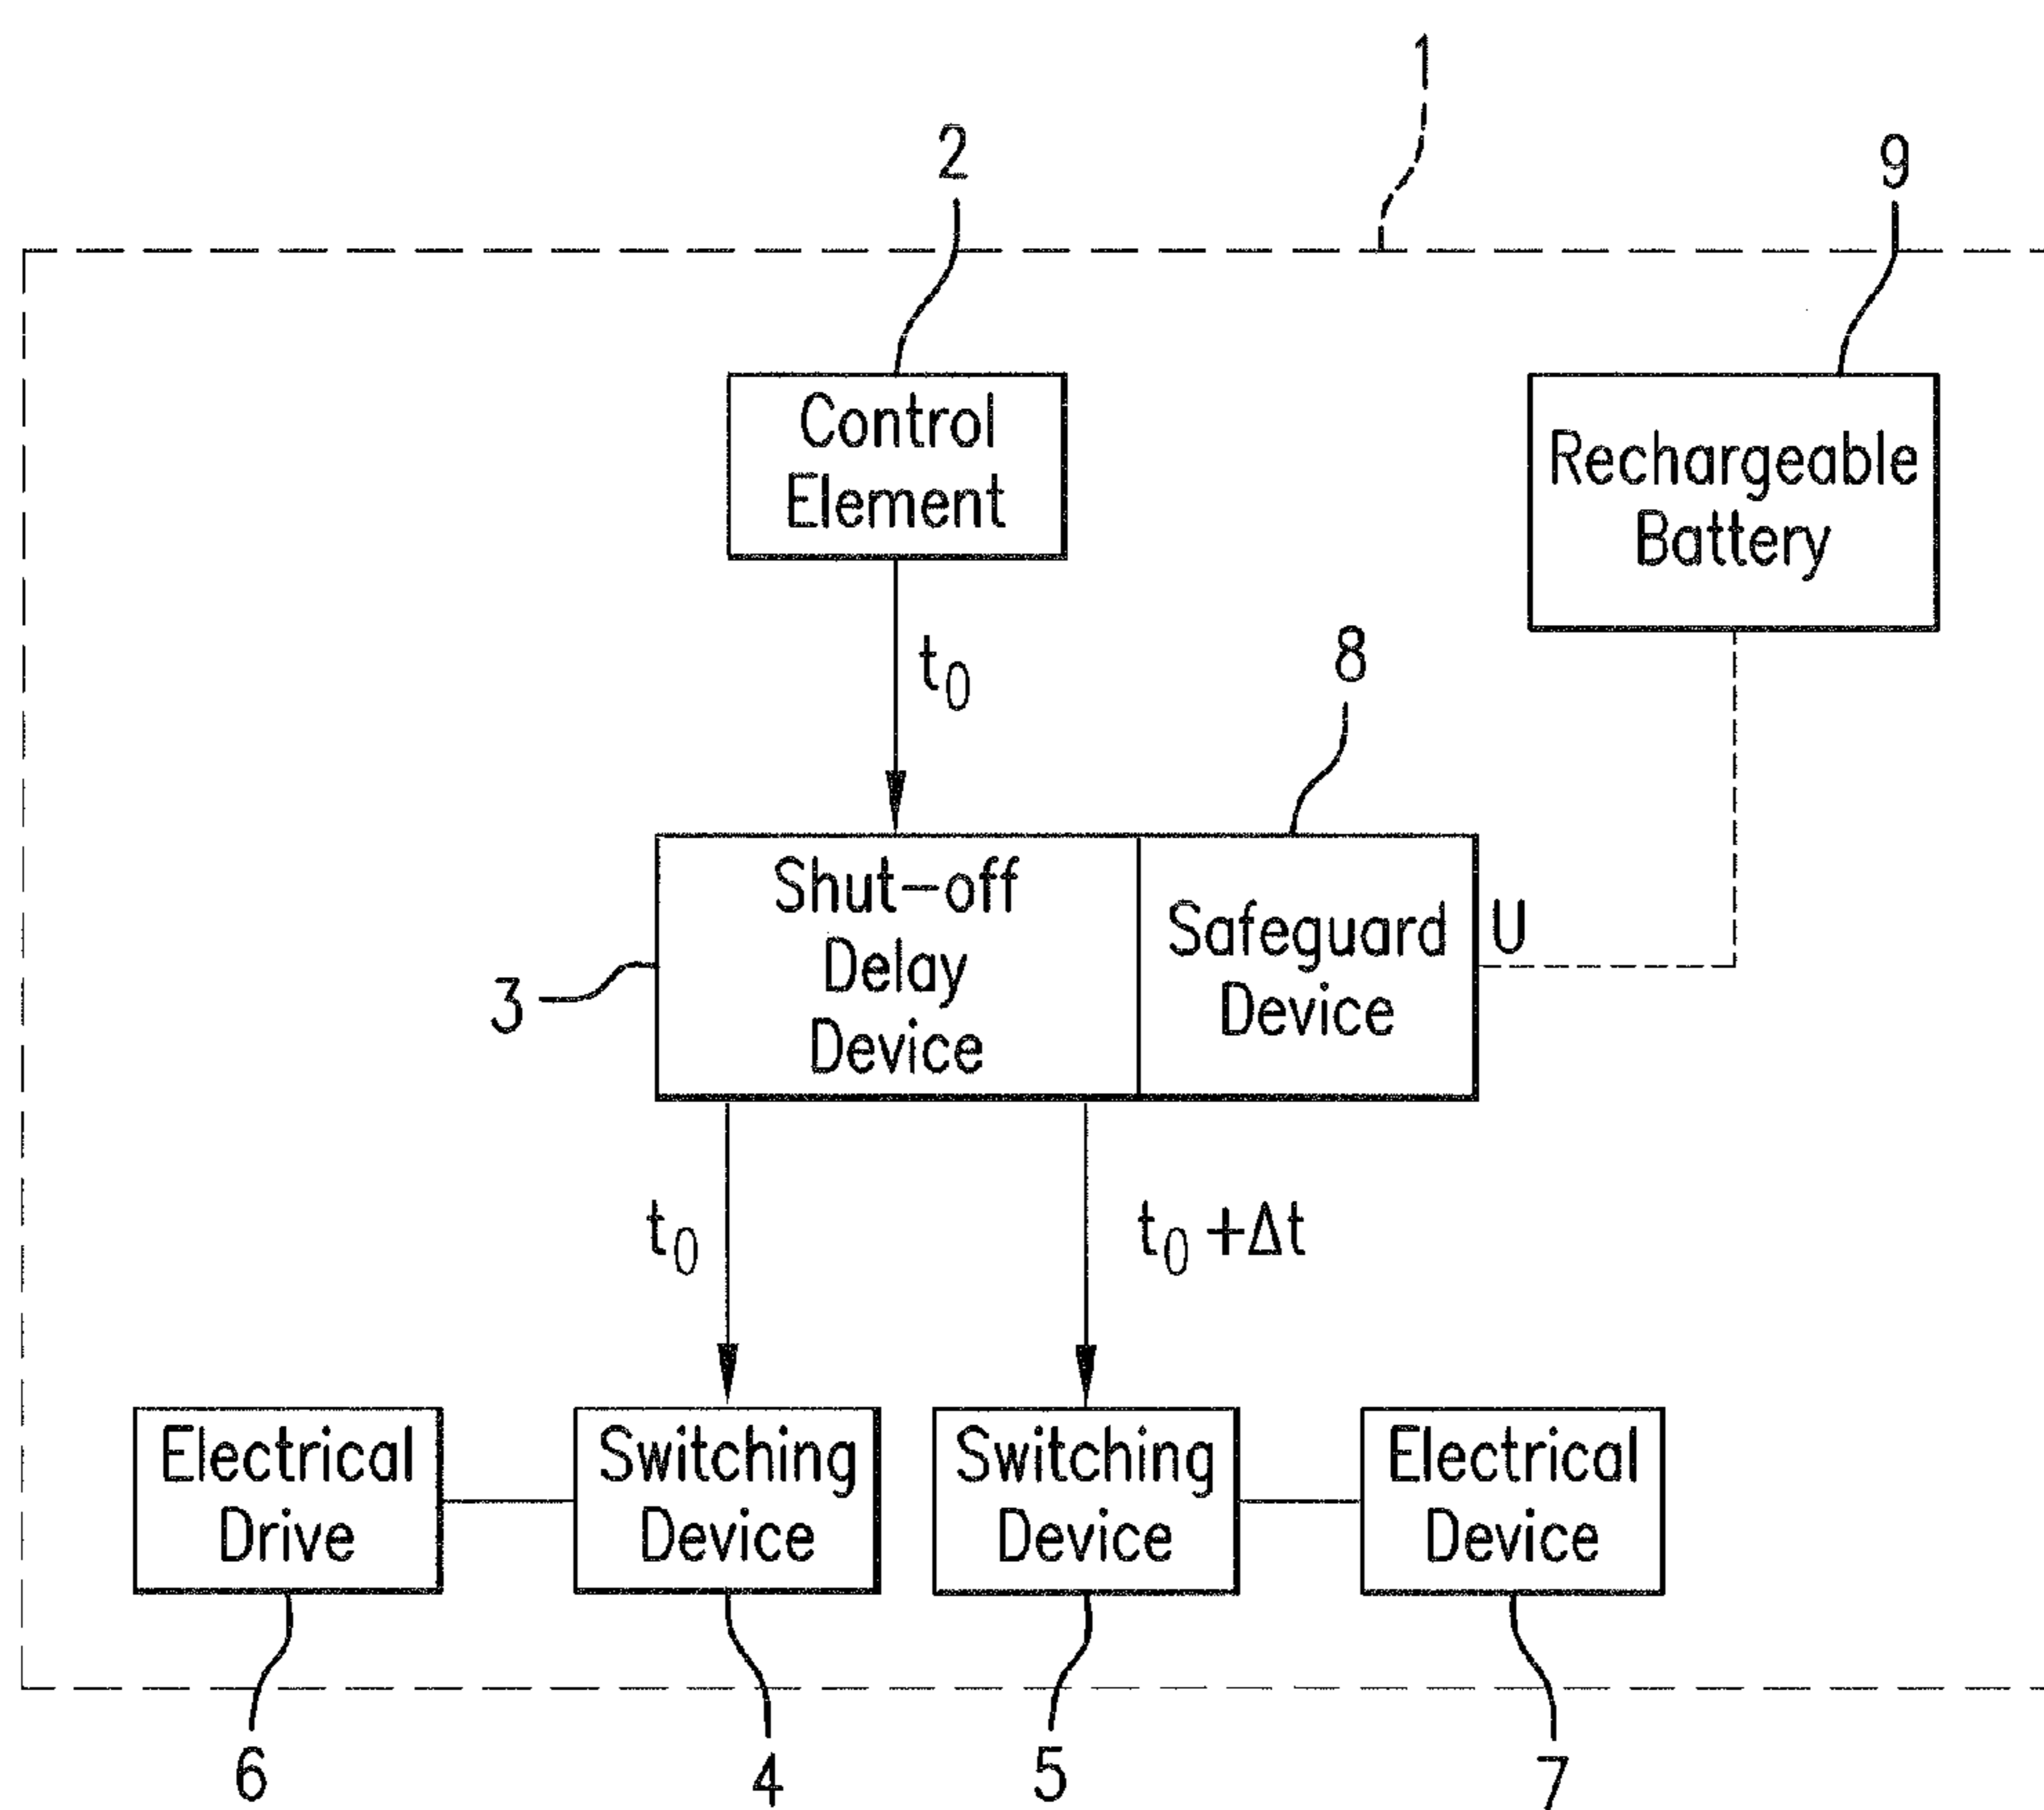 1
2
9
Control
Element
Rechargeable
Battery
t0
8
Shut-off
Delay
Device
Safeguard
Device
U
3
t0
t0 +Δt
Electrical
Drive
Switching
Device
Switching
Device
Electrical
Device
6
4
5
7